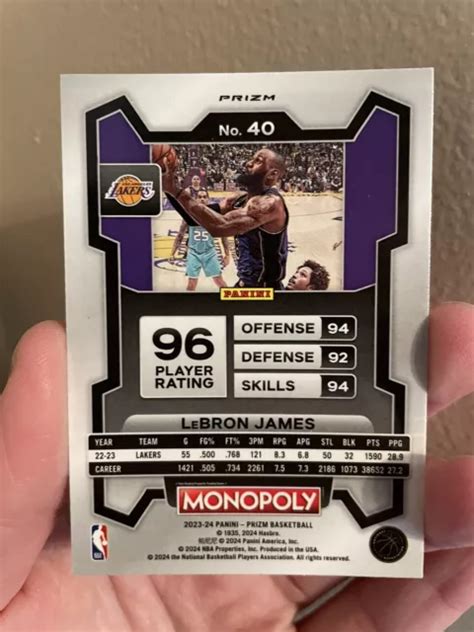 PRIZM
No. 40
LOS ANGELES
LAKERS
25
PANINI
96
PLAYER
RATING
OFFENSE 94
DEFENSE 92
SKILLS 94
LEBRON JAMES
YEAR TEAM G FG% FT% 3PM RPG APG STL BLK PTS PPG
22-23 LAKERS 55 .500 .768 121 8.3 6.8 50 32 1590 28.9
CAREER 1421 .505 .734 2261 7.5 7.3 2186 1073 38652 27.2
MONOPOLY
2023-24 PANINI – PRIZM BASKETBALL
© 1935, 2024 Hasbro.
© 2024 Panini America, Inc.
© 2024 NBA Properties, Inc. Produced in the USA.
© 2024 the National Basketball Players Association. All rights reserved.